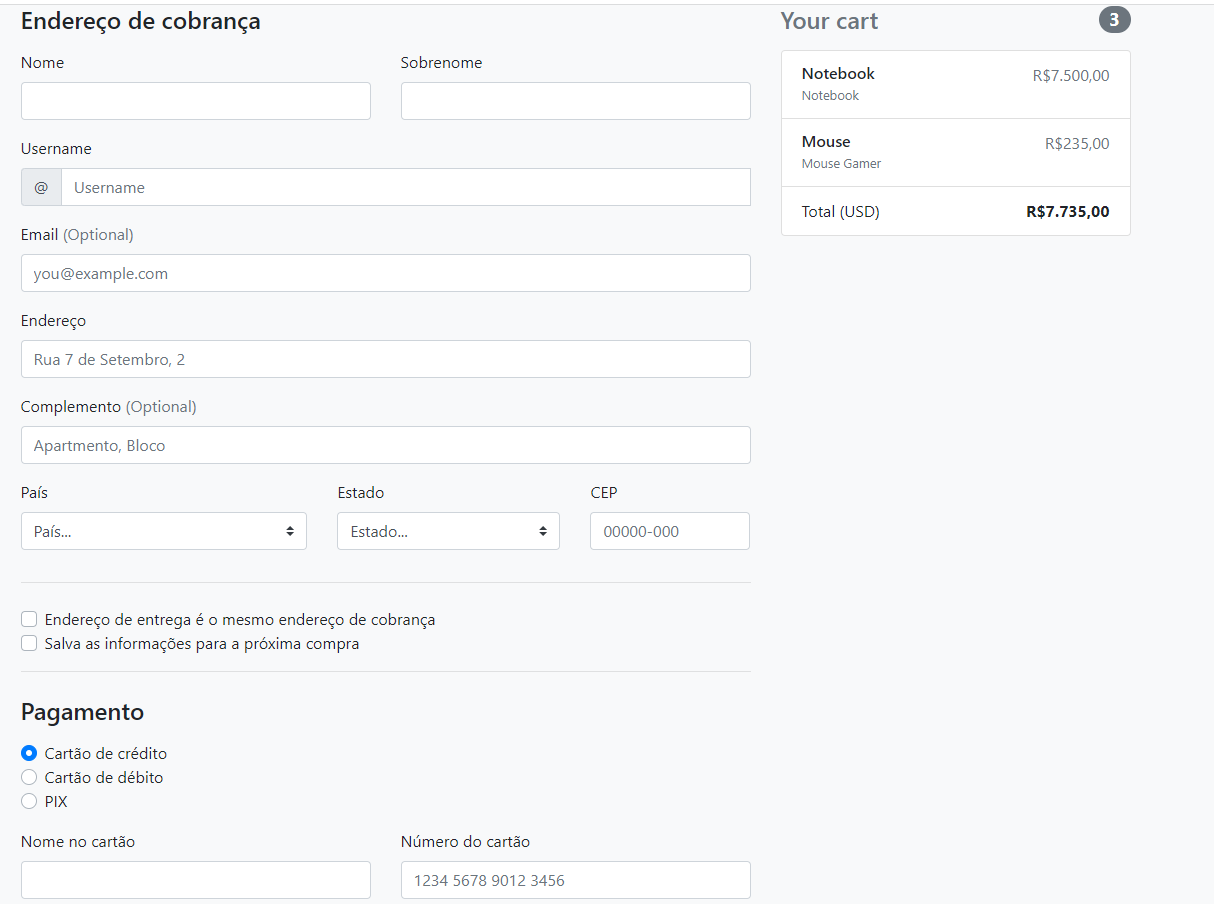 Endereço de cobrança
Nome Sobrenome
Username
@ Username
Email (Optional)
you@example.com
Endereço
Rua 7 de Setembro, 2
Complemento (Optional)
Apartmento, Bloco
País Estado CEP
País... Estado... 00000-000
Endereço de entrega é o mesmo endereço de cobrança
Salva as informações para a próxima compra
Pagamento
Cartão de crédito
Cartão de débito
PIX
Nome no cartão Número do cartão
1234 5678 9012 3456
Your cart 3
Notebook R$7.500,00
Notebook
Mouse R$235,00
Mouse Gamer
Total (USD) R$7.735,00